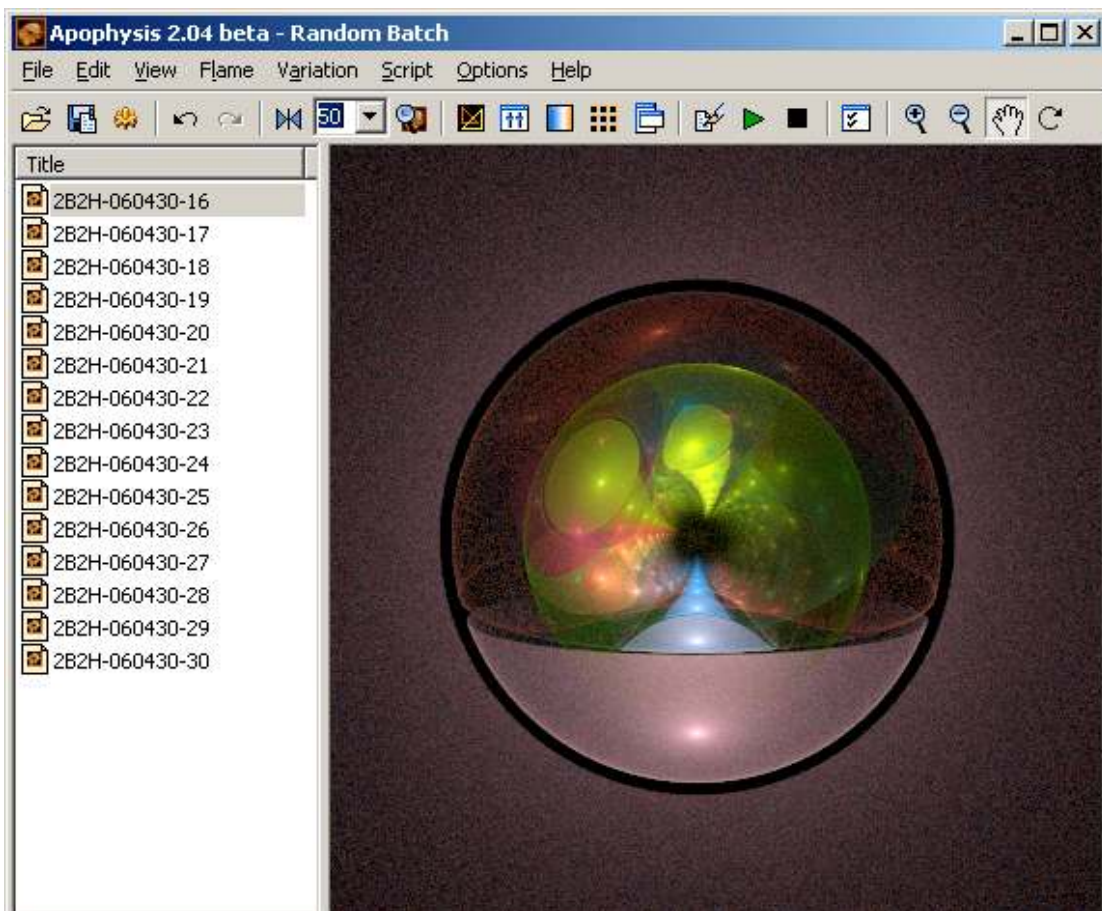 Apophysis 2.04 beta - Random Batch
File Edit View Flame Variation Script Options Help
50
Title
2B2H-060430-16
2B2H-060430-17
2B2H-060430-18
2B2H-060430-19
2B2H-060430-20
2B2H-060430-21
2B2H-060430-22
2B2H-060430-23
2B2H-060430-24
2B2H-060430-25
2B2H-060430-26
2B2H-060430-27
2B2H-060430-28
2B2H-060430-29
2B2H-060430-30